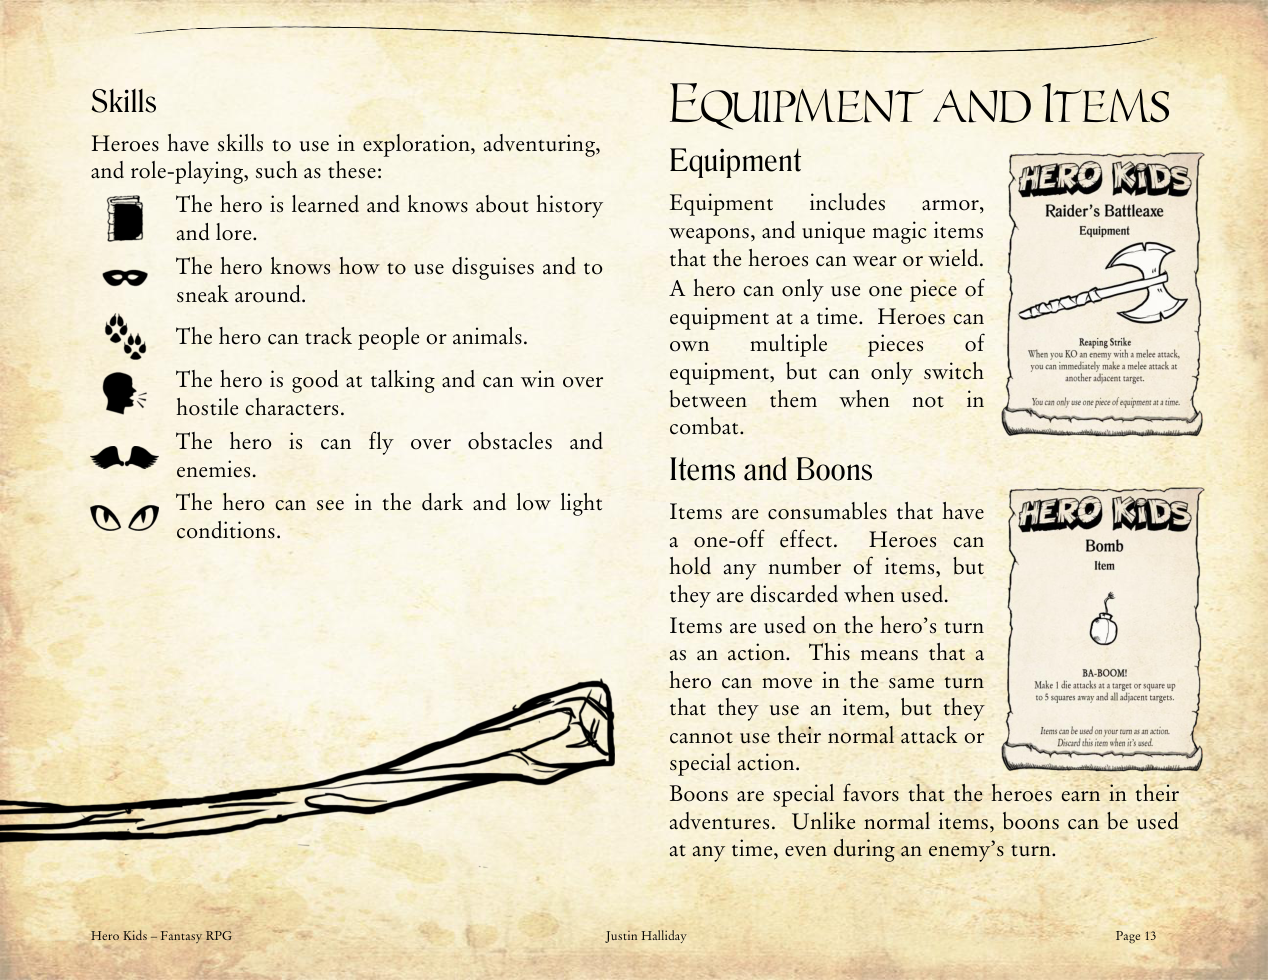 Skills
Heroes have skills to use in exploration, adventuring,
and role-playing, such as these:
The hero is learned and knows about history
and lore.
The hero knows how to use disguises and to
sneak around.
The hero can track people or animals.
The hero is good at talking and can win over
hostile characters.
The hero is can fly over obstacles and
enemies.
The hero can see in the dark and low light
conditions.
EQUIPMENT AND ITEMS
Equipment
Equipment includes armor,
weapons, and unique magic items
that the heroes can wear or wield.
A hero can only use one piece of
equipment at a time. Heroes can
own multiple pieces of
equipment, but can only switch
between them when not in
combat.
HERO KIDS
Raider's Battleaxe
Equipment
Reaping Strike
When you KO an enemy with a melee attack,
you can immediately make a melee attack at
another adjacent target.
You can only use one piece of equipment at a time.
Items and Boons
Items are consumables that have
a one-off effect. Heroes can
hold any number of items, but
they are discarded when used.
Items are used on the hero's turn
as an action. This means that a
hero can move in the same turn
that they use an item, but they
cannot use their normal attack or
special action.
HERO KIDS
Bomb
Item
BA-BOOM!
Make 1 die attacks at a target or square up
to 5 squares away and all adjacent targets.
Items can be used on your turn as an action.
Discard this item when it's used.
Boons are special favors that the heroes earn in their
adventures. Unlike normal items, boons can be used
at any time, even during an enemy's turn.
Hero Kids – Fantasy RPG
Justin Halliday
Page 13